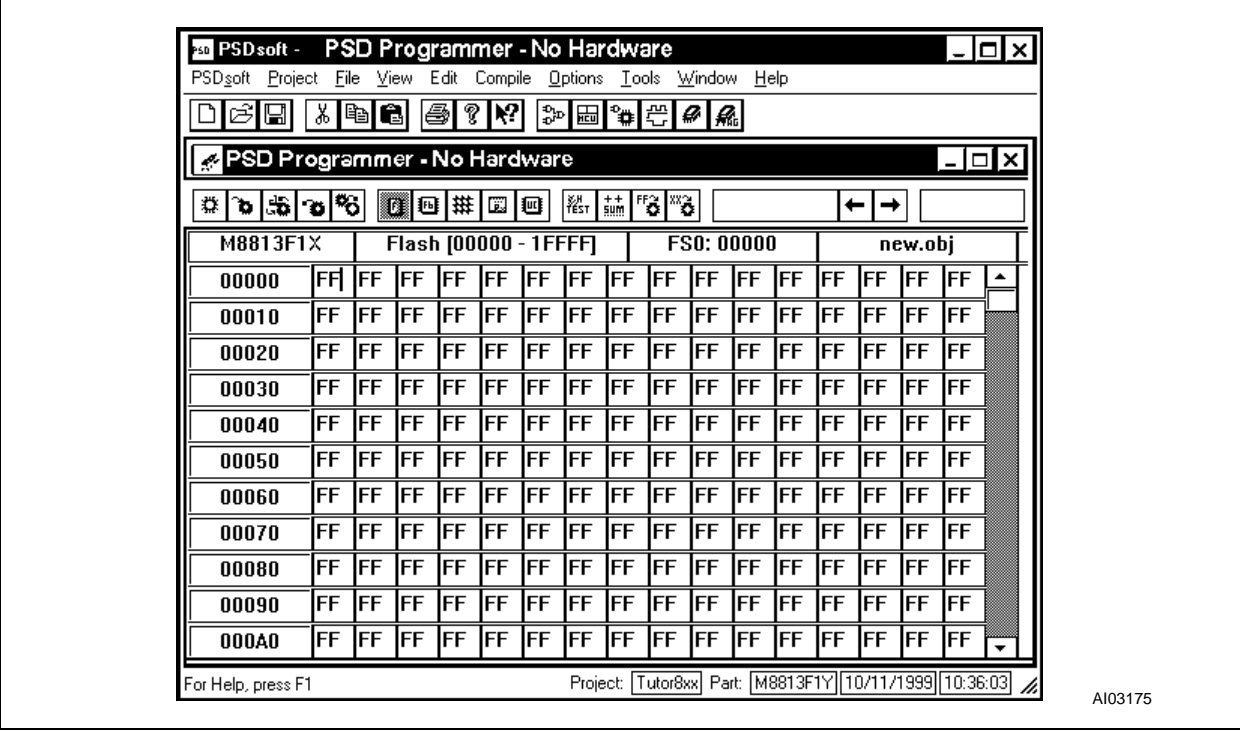 PSD PSDsoft - PSD Programmer - No Hardware
PSDsoft Project File View Edit Compile Options Tools Window Help
MCU
PSD Programmer - No Hardware
Fb UC TEST ++ SUM FF XX
M8813F1X Flash [00000 - 1FFFF] FS0: 00000 new.obj
00000 FF FF FF FF FF FF FF FF FF FF FF FF FF FF FF FF
00010 FF FF FF FF FF FF FF FF FF FF FF FF FF FF FF FF
00020 FF FF FF FF FF FF FF FF FF FF FF FF FF FF FF FF
00030 FF FF FF FF FF FF FF FF FF FF FF FF FF FF FF FF
00040 FF FF FF FF FF FF FF FF FF FF FF FF FF FF FF FF
00050 FF FF FF FF FF FF FF FF FF FF FF FF FF FF FF FF
00060 FF FF FF FF FF FF FF FF FF FF FF FF FF FF FF FF
00070 FF FF FF FF FF FF FF FF FF FF FF FF FF FF FF FF
00080 FF FF FF FF FF FF FF FF FF FF FF FF FF FF FF FF
00090 FF FF FF FF FF FF FF FF FF FF FF FF FF FF FF FF
000A0 FF FF FF FF FF FF FF FF FF FF FF FF FF FF FF FF
For Help, press F1 Project: Tutor8xx Part: M8813F1Y 10/11/1999 10:36:03
AI03175